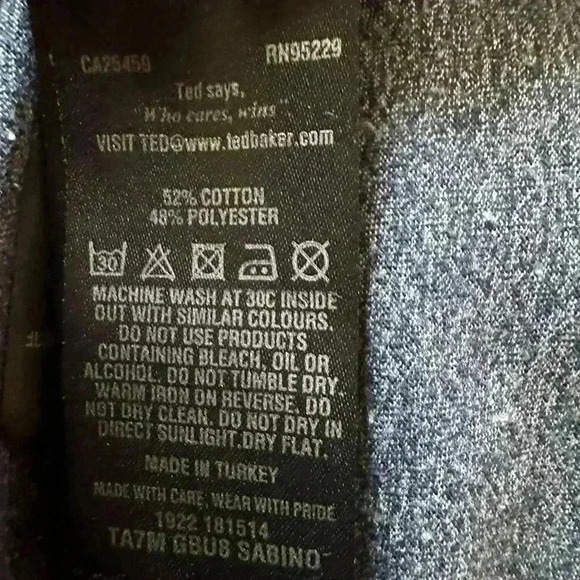 CA25459 RN95229
Ted says,
"Who cares, wins"
VISIT TED@www.tedbaker.com
52% COTTON
48% POLYESTER
30
MACHINE WASH AT 30C INSIDE
OUT WITH SIMILAR COLOURS.
DO NOT USE PRODUCTS
CONTAINING BLEACH, OIL OR
ALCOHOL. DO NOT TUMBLE DRY.
WARM IRON ON REVERSE. DO
NOT DRY CLEAN. DO NOT DRY IN
DIRECT SUNLIGHT.DRY FLAT.
MADE IN TURKEY
MADE WITH CARE, WEAR WITH PRIDE
1922 181514
TA7M GBU8 SABINO